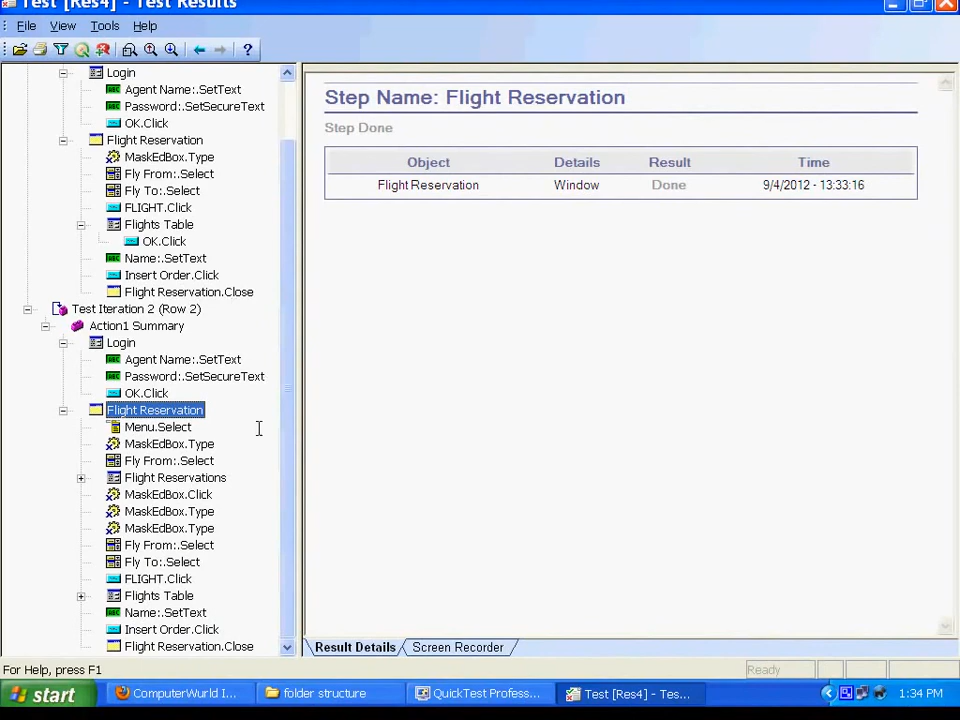 Test [Res4] - Test Results
File View Tools Help
Login
Agent Name:.SetText
Password:.SetSecureText
OK.Click
Flight Reservation
MaskEdBox.Type
Fly From:.Select
Fly To:.Select
FLIGHT.Click
Flights Table
OK.Click
Name:.SetText
Insert Order.Click
Flight Reservation.Close
Test Iteration 2 (Row 2)
Action1 Summary
Login
Agent Name:.SetText
Password:.SetSecureText
OK.Click
Flight Reservation
Menu.Select
MaskEdBox.Type
Fly From:.Select
Flight Reservations
MaskEdBox.Click
MaskEdBox.Type
MaskEdBox.Type
Fly From:.Select
Fly To:.Select
FLIGHT.Click
Flights Table
Name:.SetText
Insert Order.Click
Flight Reservation.Close
Step Name: Flight Reservation
Step Done
Object Details Result Time
Flight Reservation Window Done 9/4/2012 - 13:33:16
Result Details Screen Recorder
For Help, press F1
Ready
start ComputerWurld I... folder structure QuickTest Profess... Test [Res4] - Tes... 1:34 PM